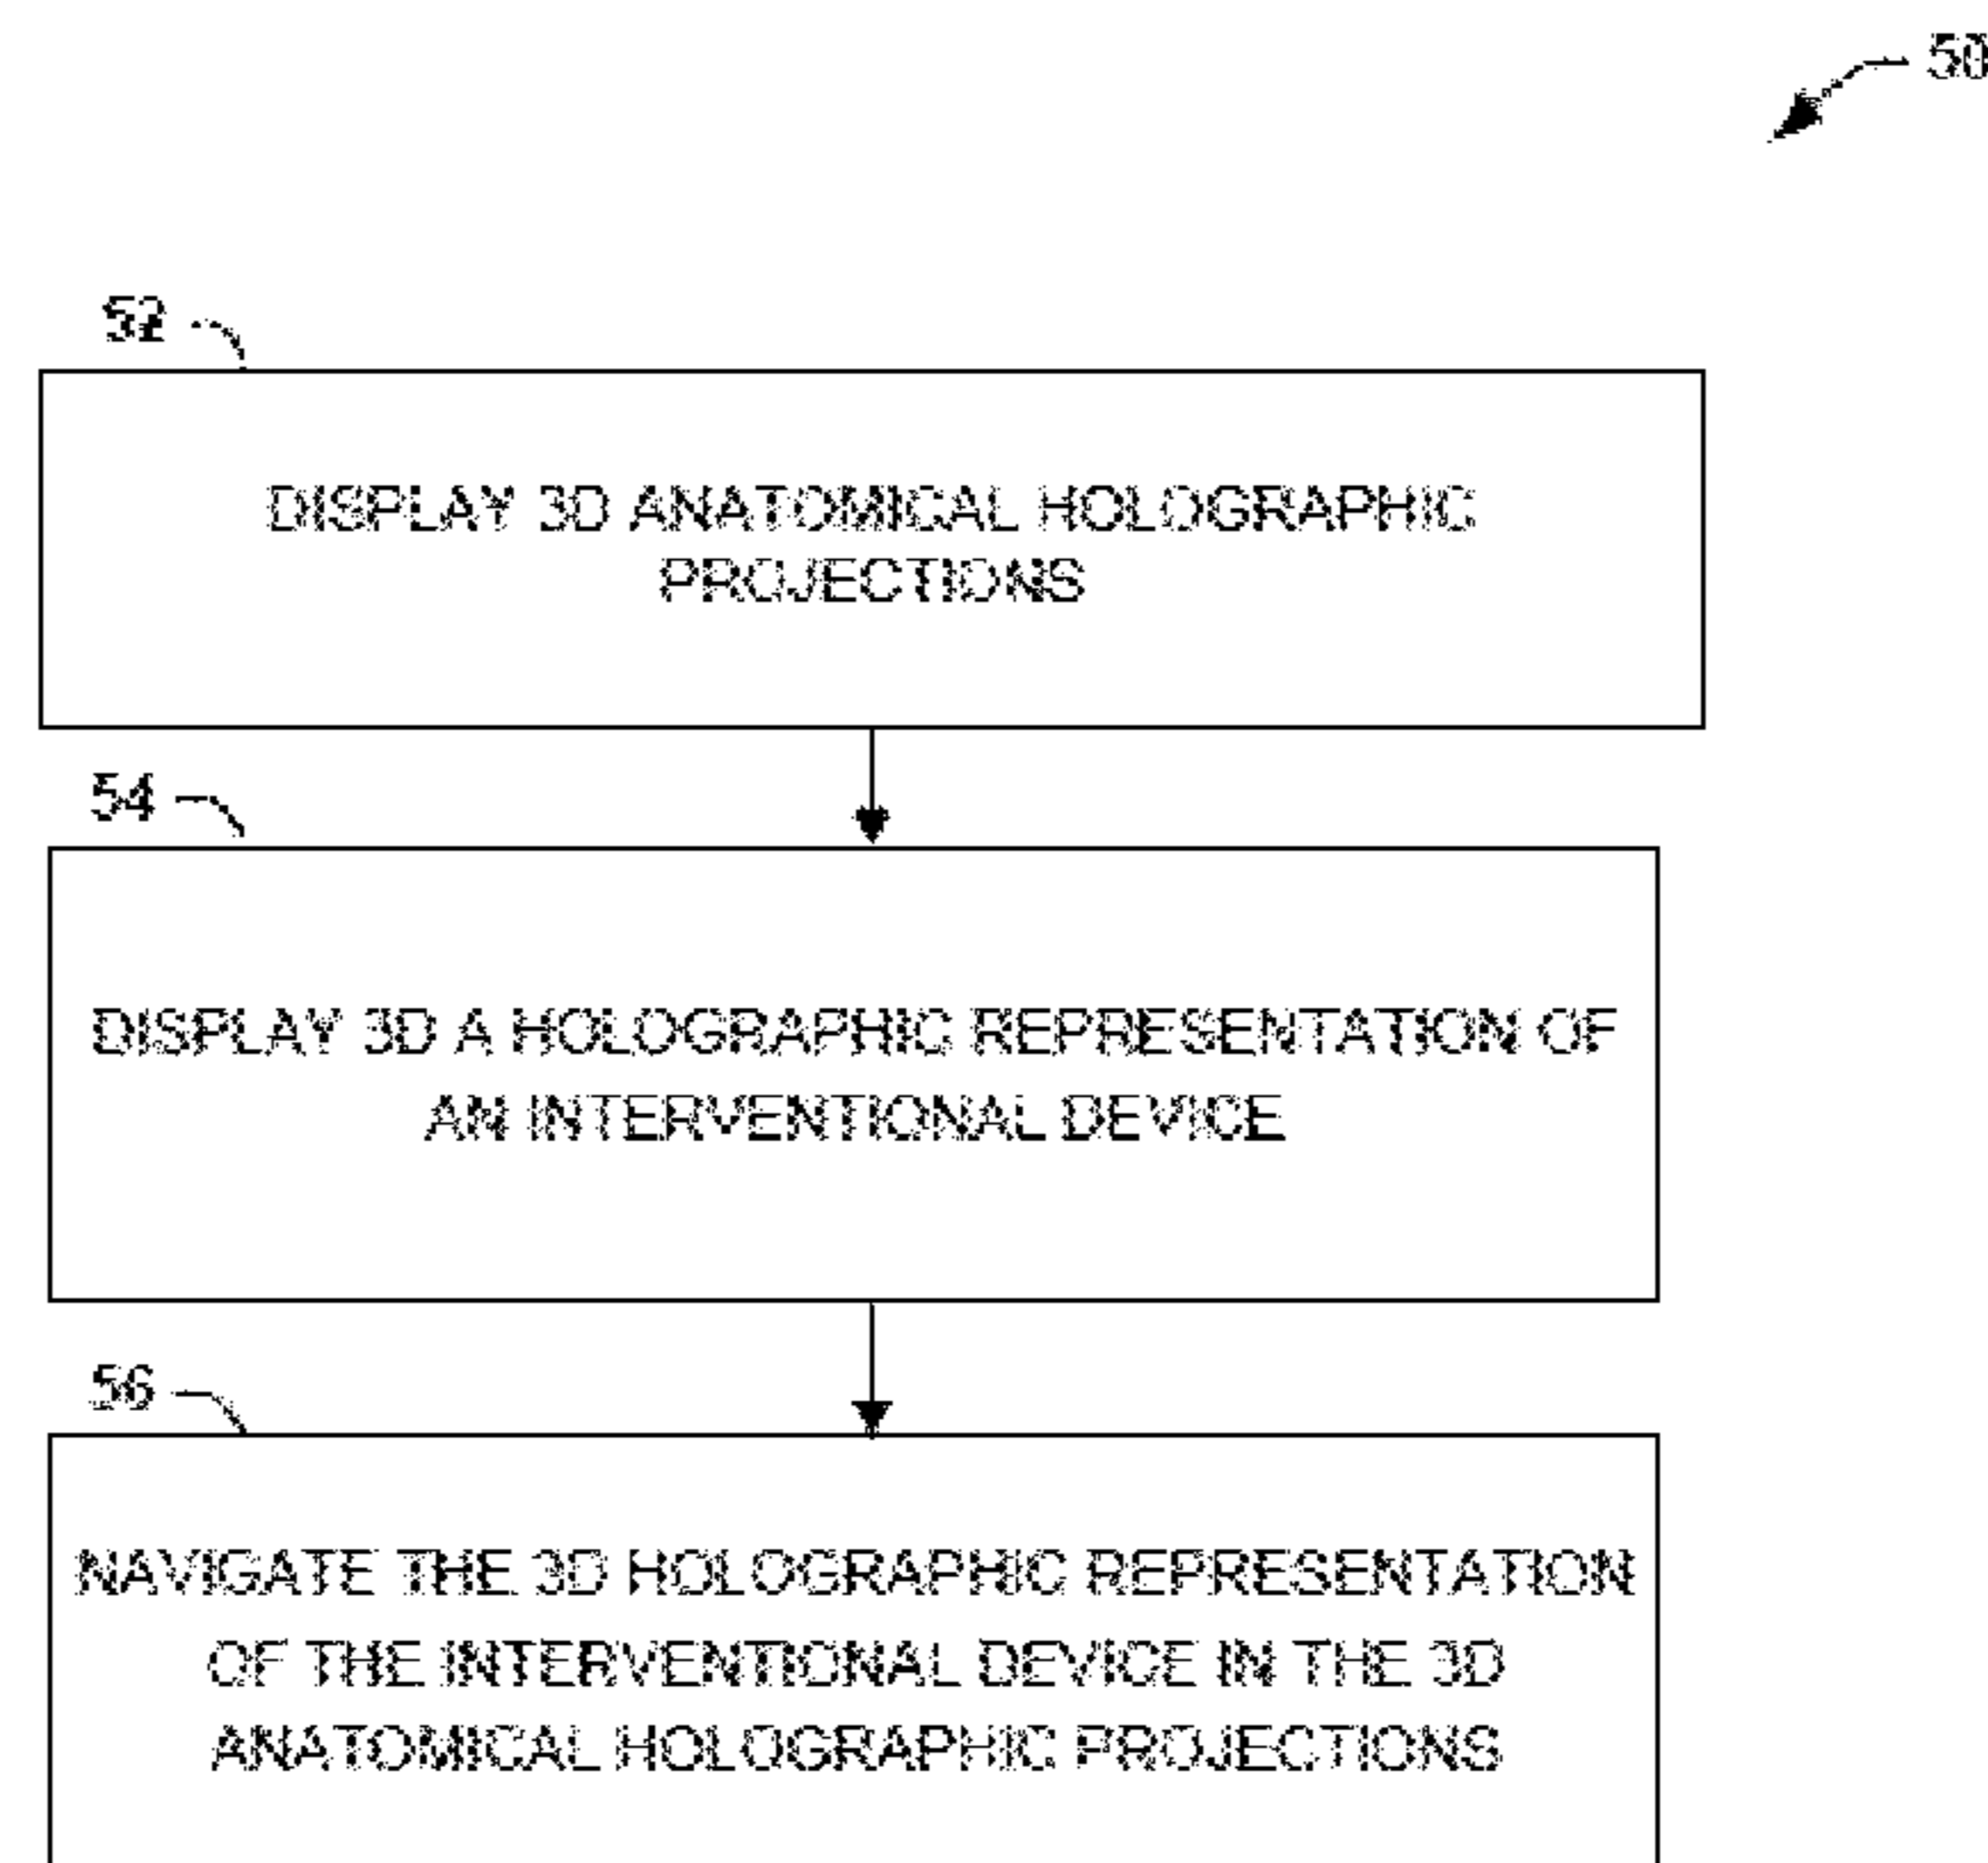 50
52
DISPLAY 3D ANATOMICAL HOLOGRAPHIC
PROJECTIONS
54
DISPLAY 3D A HOLOGRAPHIC REPRESENTATION OF
AN INTERVENTIONAL DEVICE
56
NAVIGATE THE 3D HOLOGRAPHIC REPRESENTATION
OF THE INTERVENTIONAL DEVICE IN THE 3D
ANATOMICAL HOLOGRAPHIC PROJECTIONS